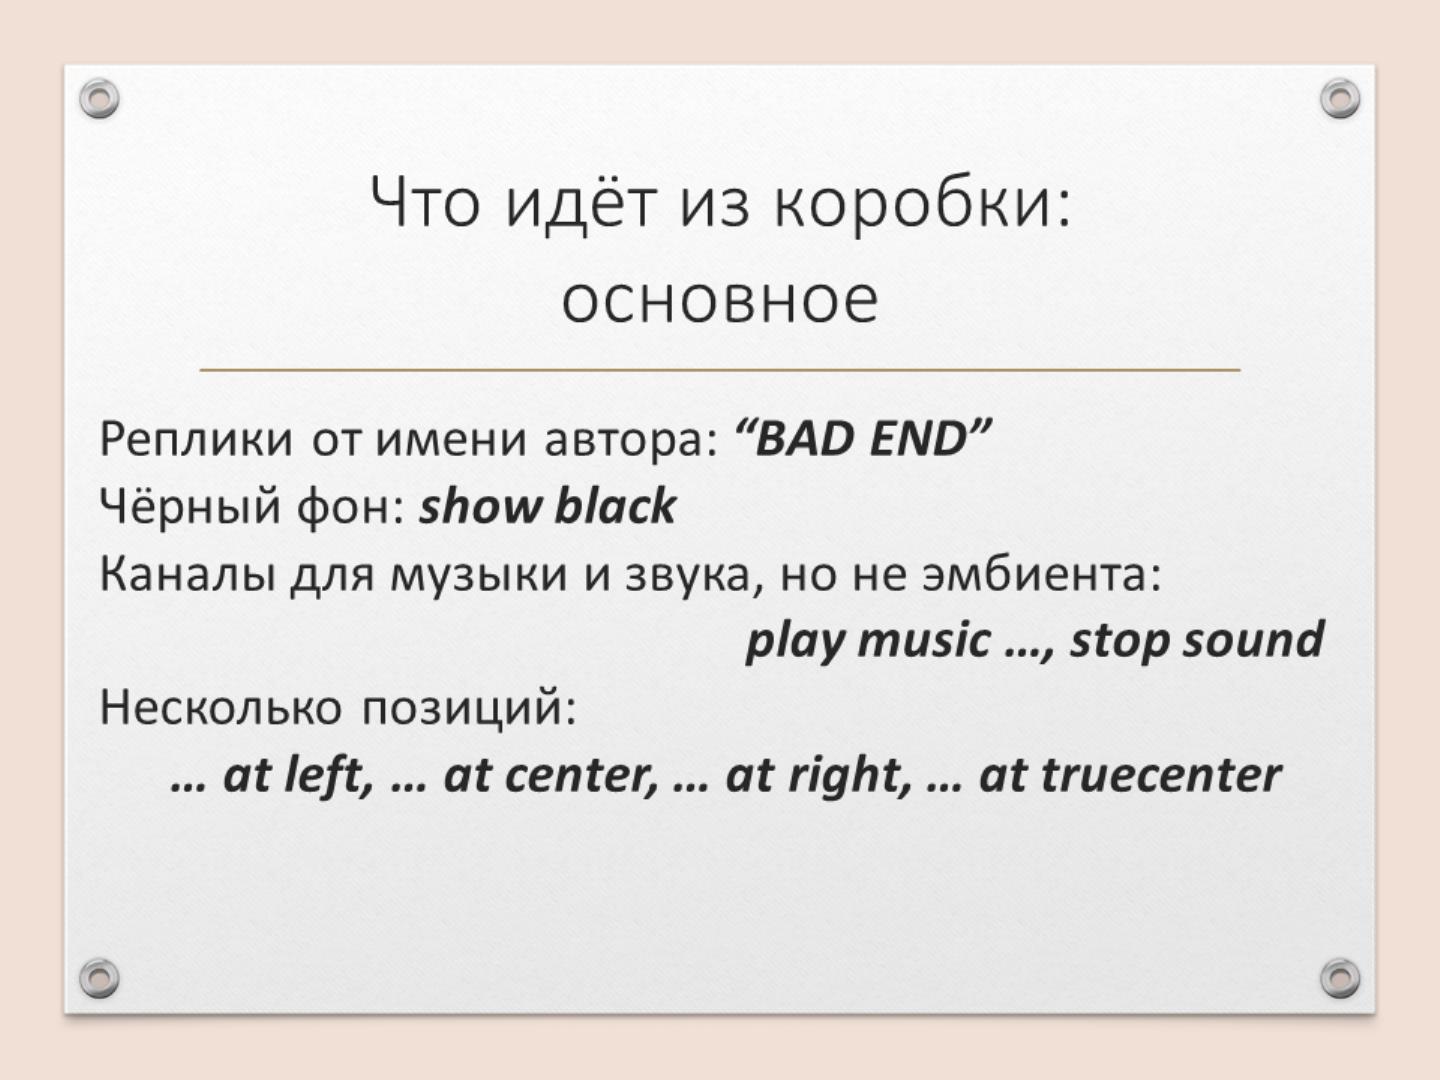 Что идёт из коробки:
основное
Реплики от имени автора: “BAD END”
Чёрный фон: show black
Каналы для музыки и звука, но не эмбиента:
play music …, stop sound
Несколько позиций:
… at left, … at center, … at right, … at truecenter